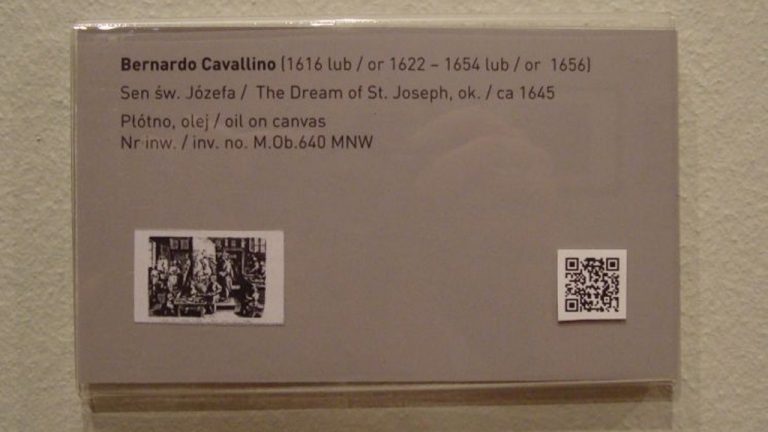 Bernardo Cavallino (1616 lub / or 1622 – 1654 lub / or 1656)
Sen św. Józefa / The Dream of St. Joseph, ok. / ca 1645
Płótno, olej / oil on canvas
Nr inw. / inv. no. M.Ob.640 MNW